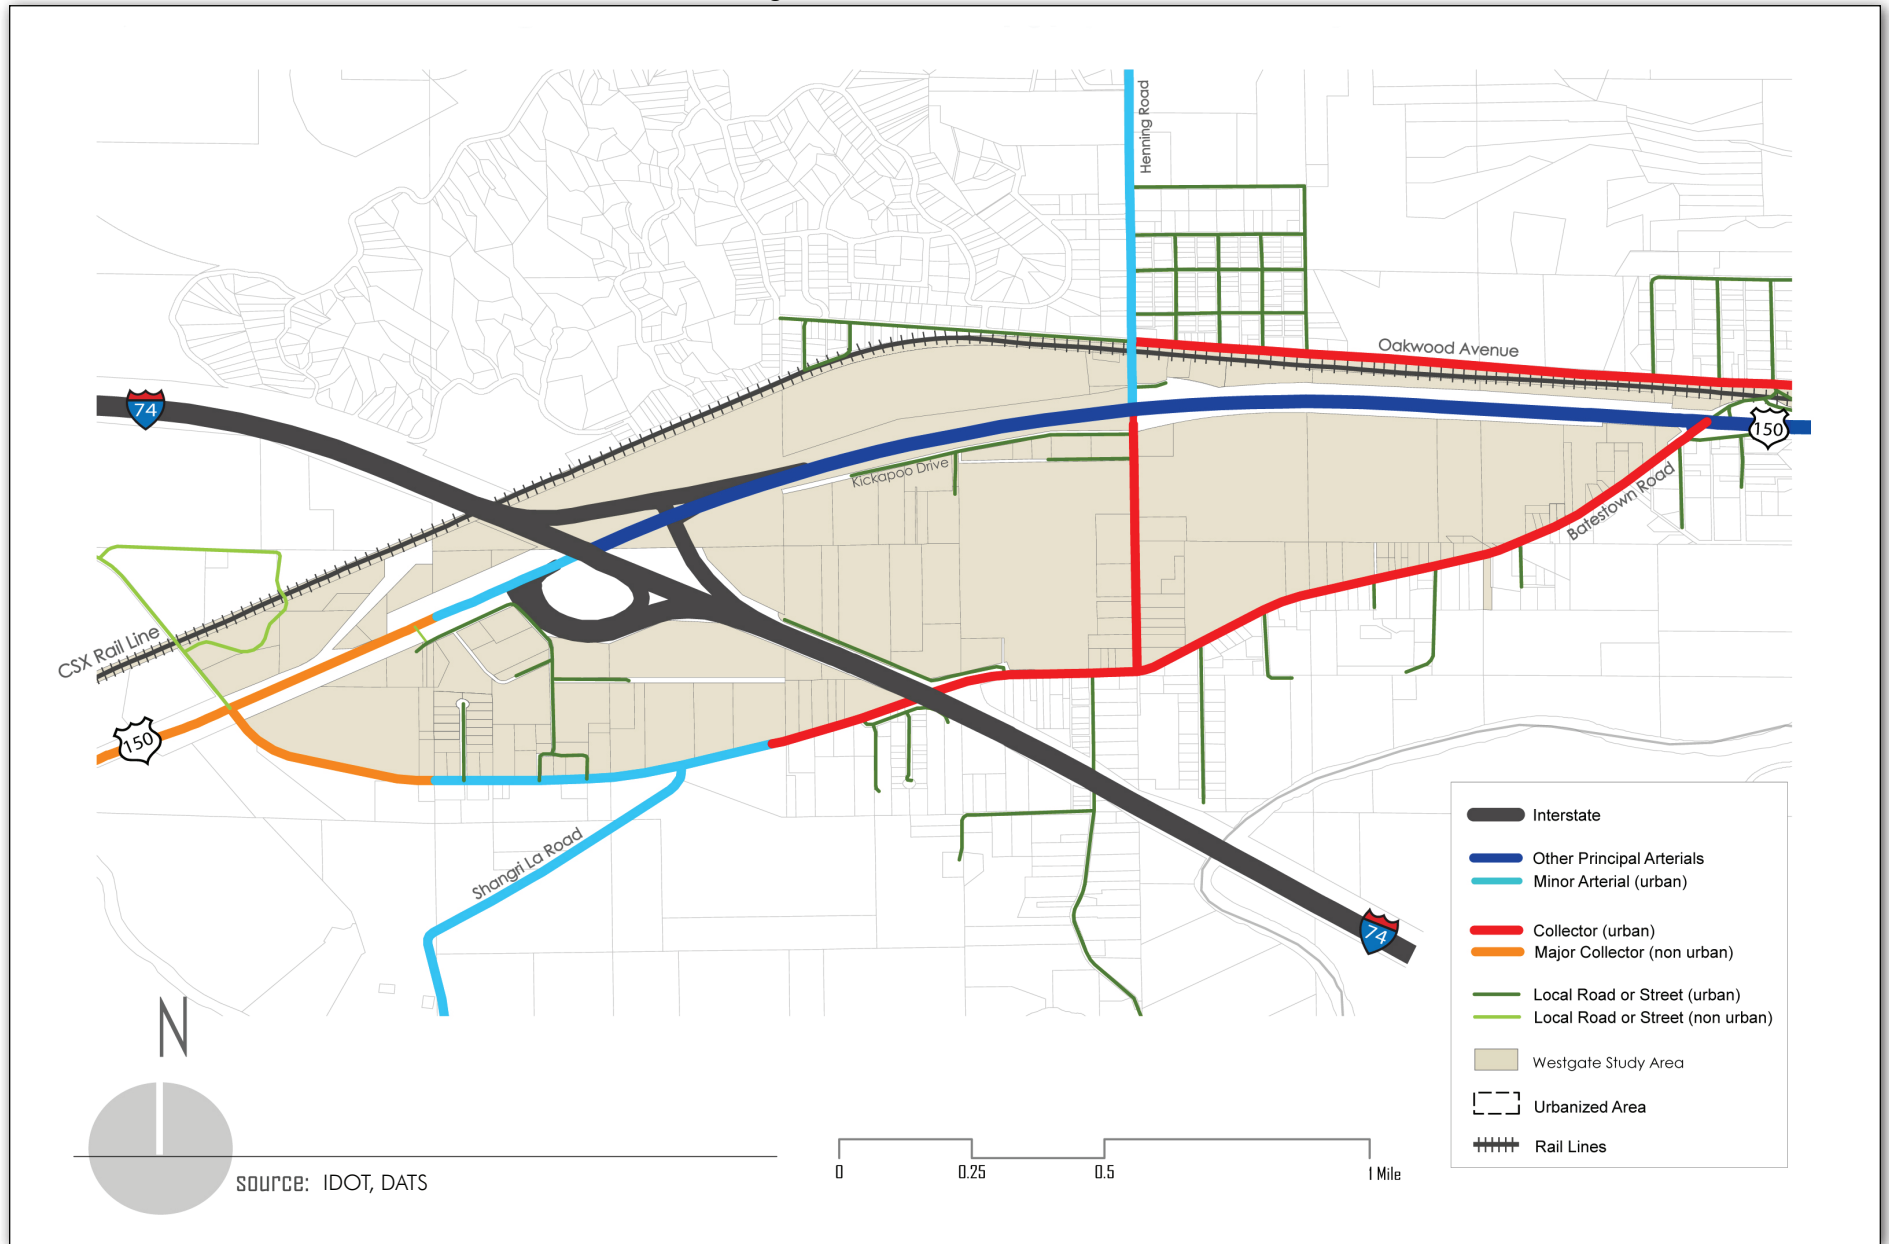 Henning Road
Oakwood Avenue
74
150
Kickapoo Drive
Batestown Road
CSX Rail Line
150
Shangri La Road
74
Interstate
Other Principal Arterials
Minor Arterial (urban)
Collector (urban)
Major Collector (non urban)
Local Road or Street (urban)
Local Road or Street (non urban)
Westgate Study Area
Urbanized Area
Rail Lines
N
source: IDOT, DATS
0 0.25 0.5 1 Mile